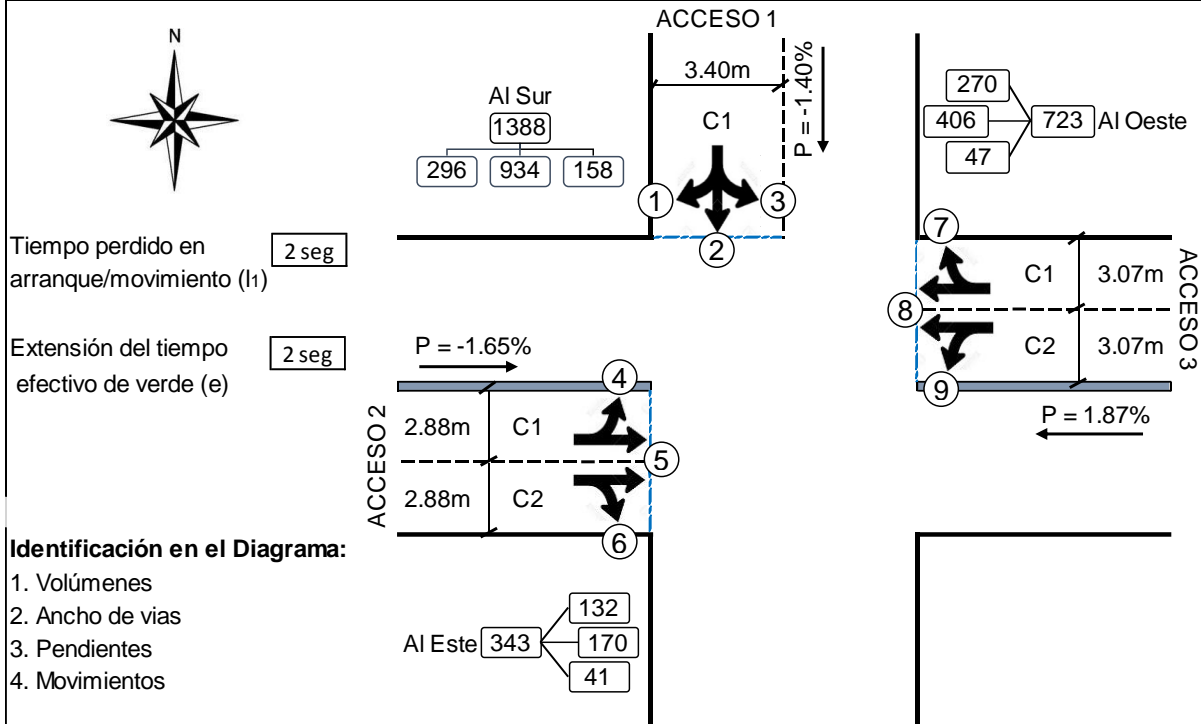 ACCESO 1
N
3.40m
P = -1.40%
C1
Al Sur
1388
296 934 158
1
2
3
270
406
47
723 Al Oeste
Tiempo perdido en
arranque/movimiento (l1)
2 seg
Extensión del tiempo
efectivo de verde (e)
2 seg
7
8
9
C1
3.07m
C2
3.07m
ACCESO 3
P = 1.87%
P = -1.65%
4
5
6
ACCESO 2
2.88m
C1
2.88m
C2
Identificación en el Diagrama:
1. Volúmenes
2. Ancho de vias
3. Pendientes
4. Movimientos
Al Este 343
132
170
41